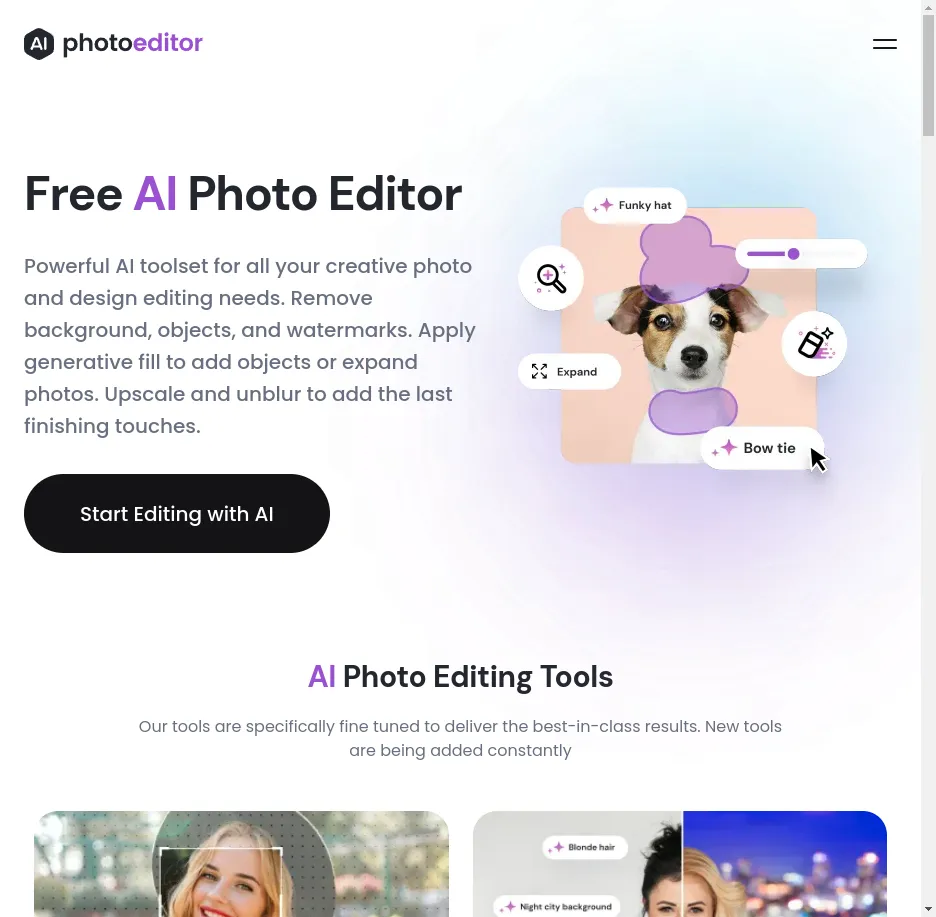 AI photoeditor
Free AI Photo Editor
Powerful AI toolset for all your creative photo
and design editing needs. Remove
background, objects, and watermarks. Apply
generative fill to add objects or expand
photos. Upscale and unblur to add the last
finishing touches.
Start Editing with AI
Funky hat
Expand
Bow tie
AI Photo Editing Tools
Our tools are specifically fine tuned to deliver the best-in-class results. New tools
are being added constantly
Blonde hair
Night city background